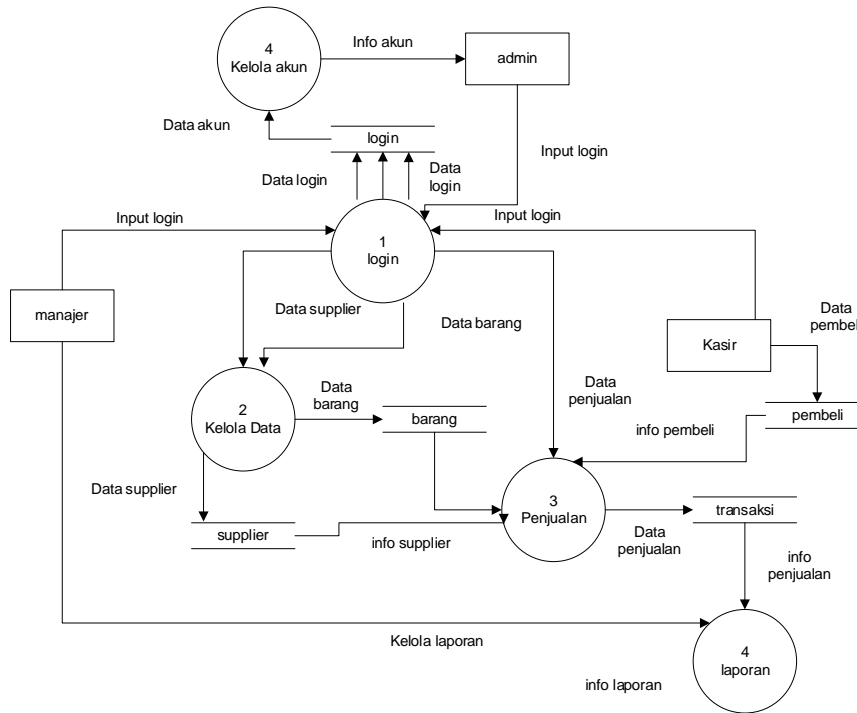 4
Kelola akun
Info akun
admin
Data akun
login
Input login
Data login
Data
login
Input login
Input login
1
login
manajer
Data supplier
Data barang
Data
pembeli
Kasir
2
Kelola Data
Data
barang
barang
Data
penjualan
info pembeli
pembeli
Data supplier
supplier
info supplier
3
Penjualan
Data
penjualan
transaksi
info
penjualan
Kelola laporan
4
laporan
info laporan